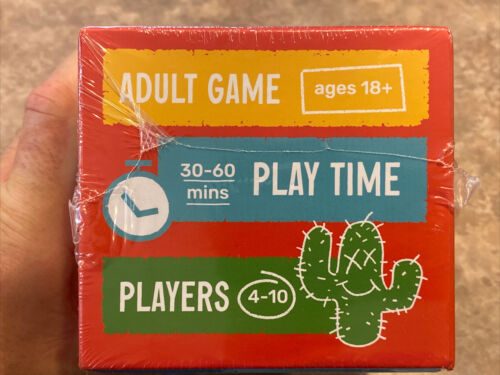 ADULT GAME
ages 18+
30-60
mins
PLAY TIME
PLAYERS
4-10